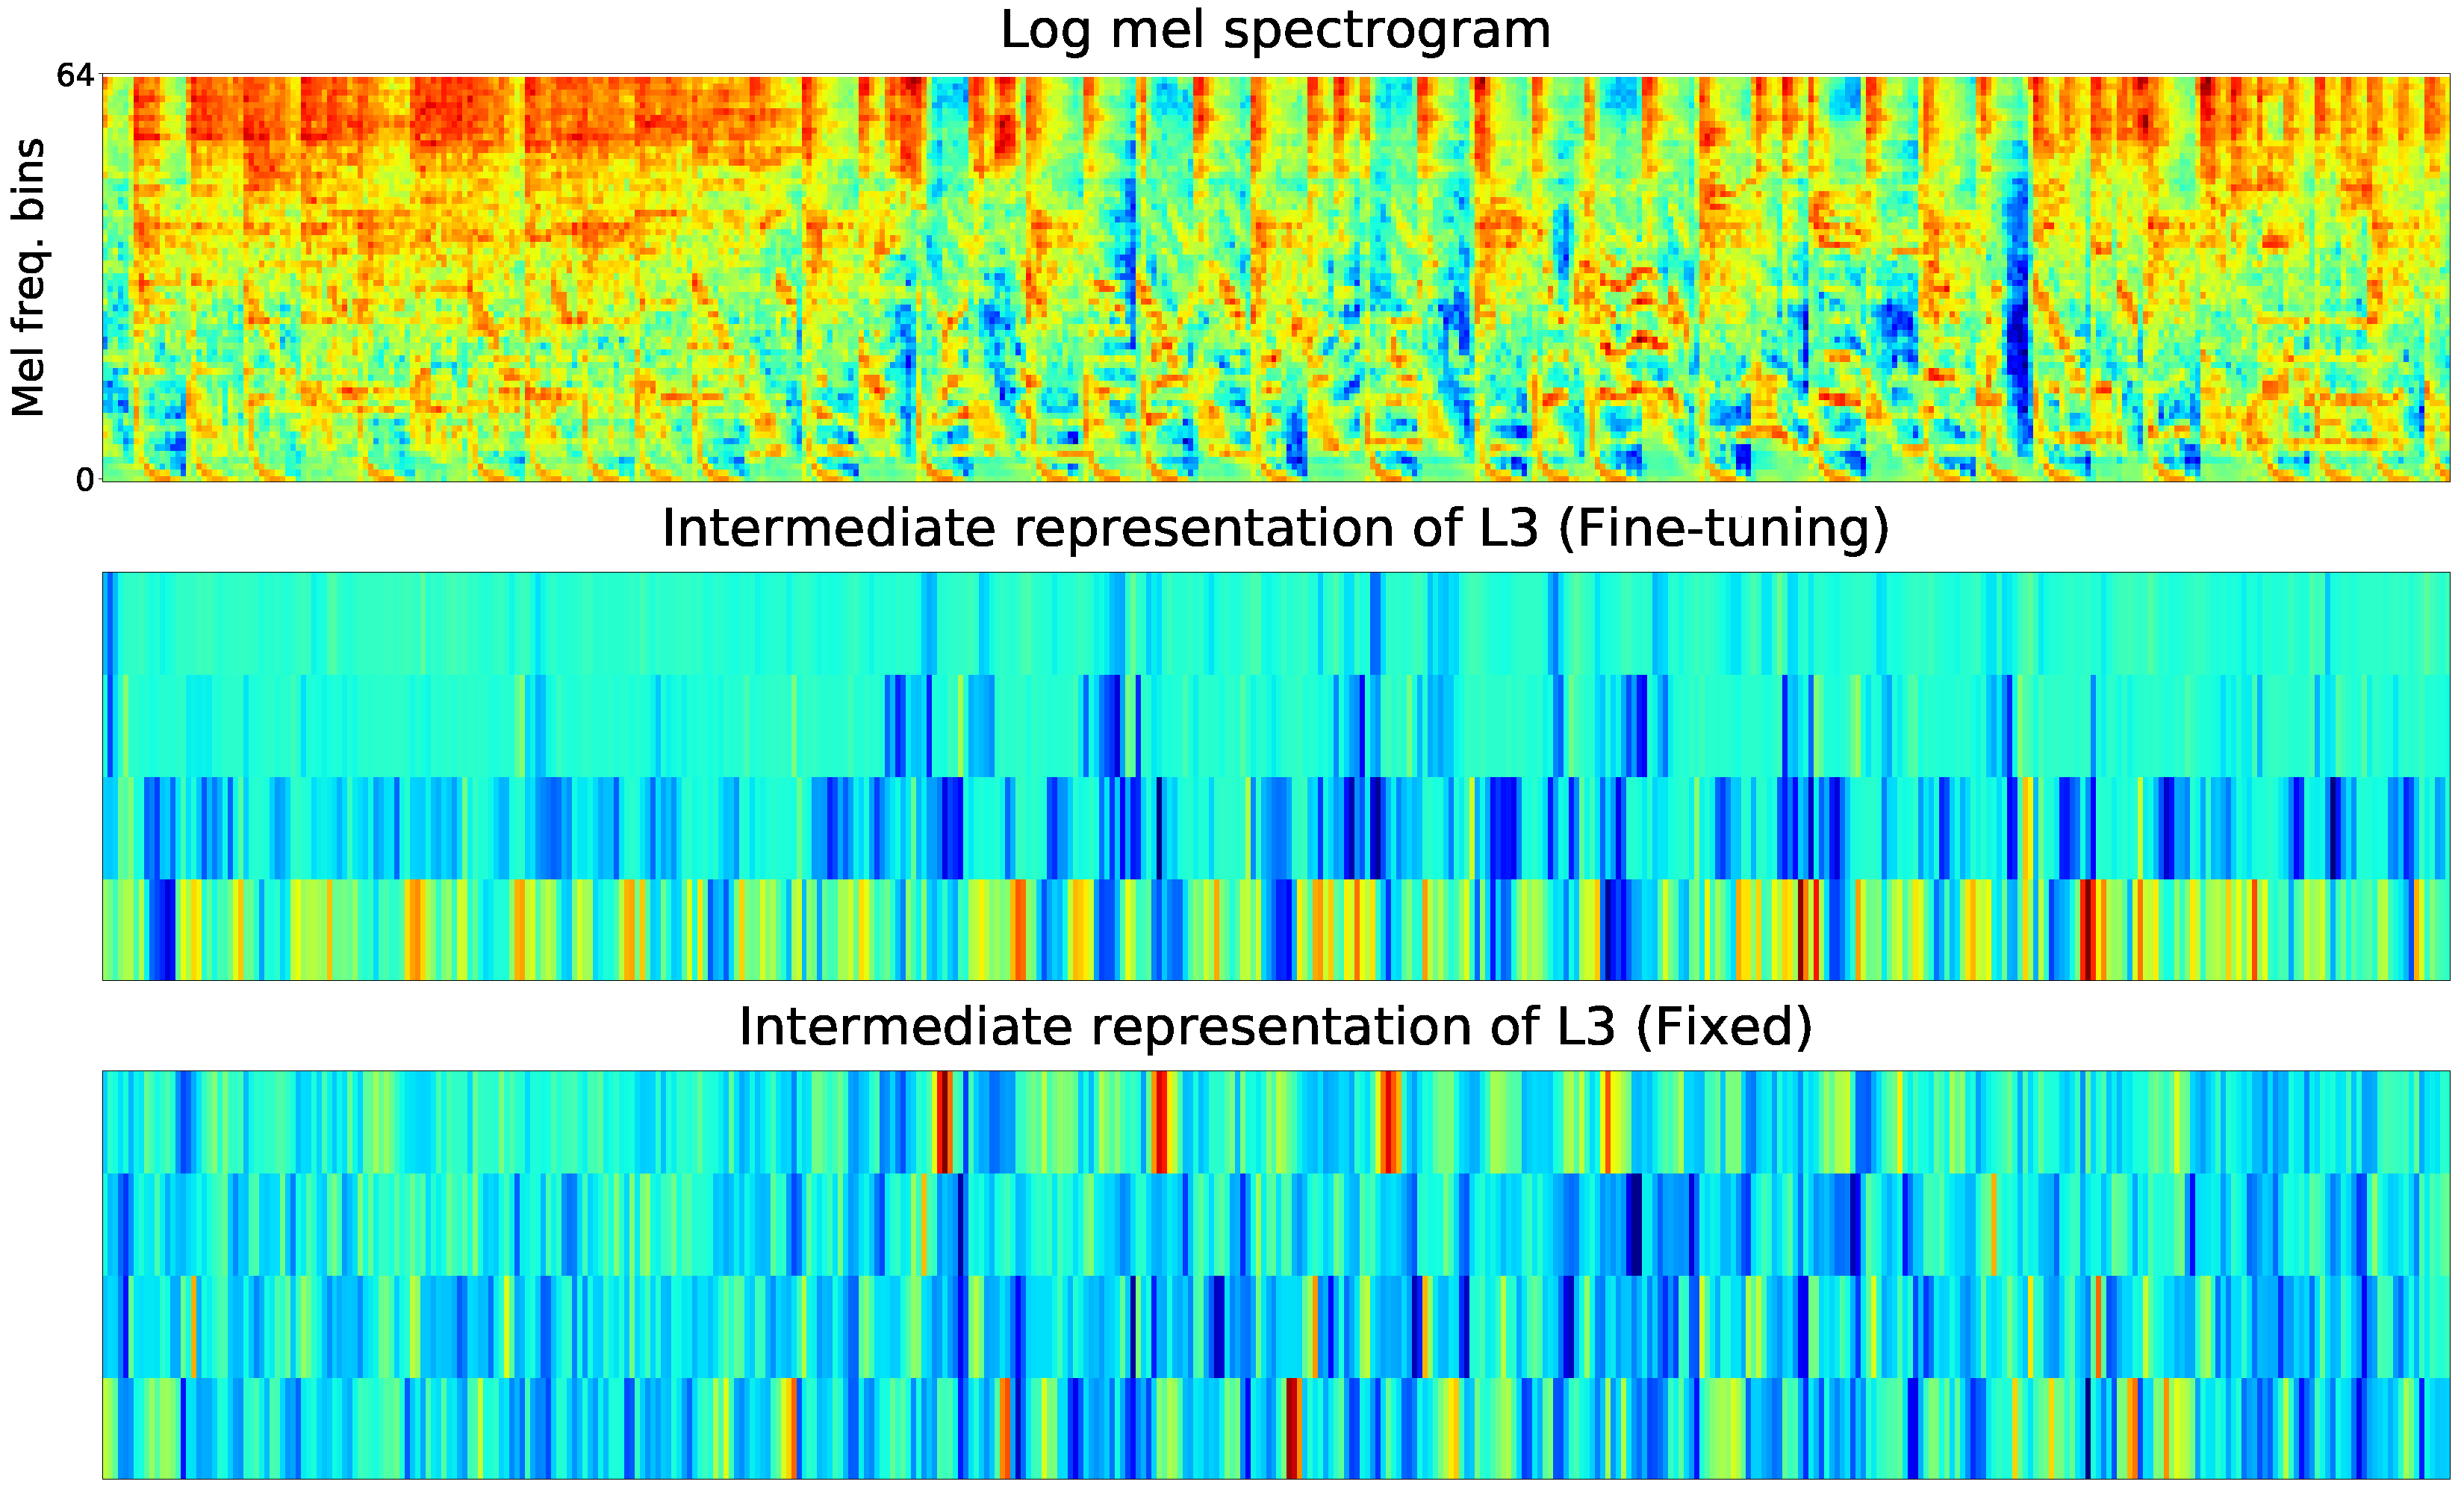 Log mel spectrogram
64
Mel freq. bins
0
Intermediate representation of L3 (Fine-tuning)
Intermediate representation of L3 (Fixed)